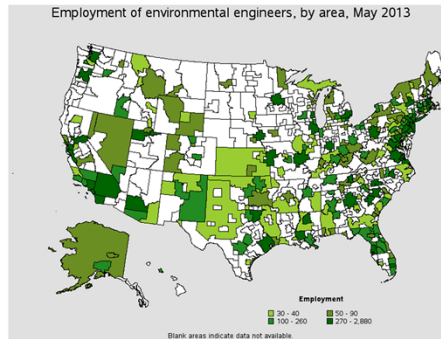 Employment of environmental engineers, by area, May 2013
Employment
30 - 40
50 - 90
100 - 260
270 - 2,880
Blank areas indicate data not available.